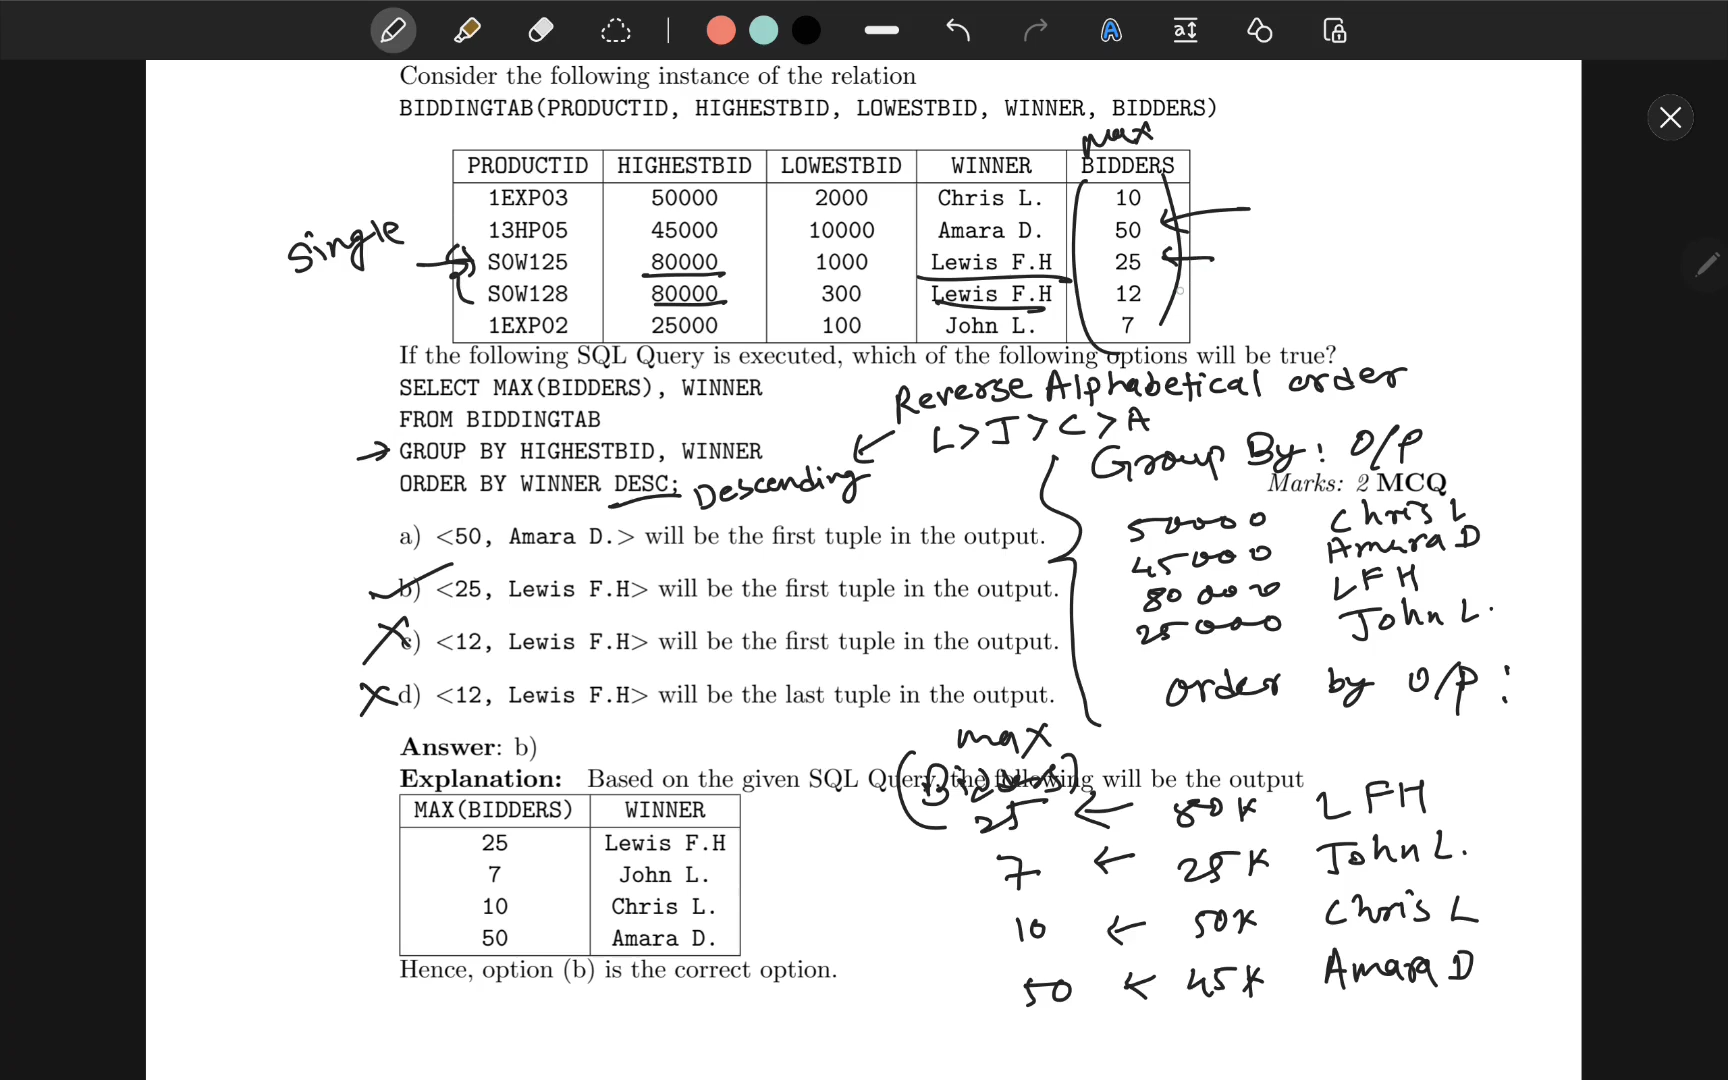 Consider the following instance of the relation
BIDDINGTAB(PRODUCTID, HIGHESTBID, LOWESTBID, WINNER, BIDDERS)
max
PRODUCTID HIGHESTBID LOWESTBID WINNER BIDDERS
1EXP03 50000 2000 Chris L. 10
13HP05 45000 10000 Amara D. 50
Single
SOW125 80000 1000 Lewis F.H 25
SOW128 80000 300 Lewis F.H 12
1EXP02 25000 100 John L. 7
If the following SQL Query is executed, which of the following options will be true?
SELECT MAX(BIDDERS), WINNER
FROM BIDDINGTAB
GROUP BY HIGHESTBID, WINNER
ORDER BY WINNER DESC;
Descending
Reverse Alphabetical order
L > J > C > A
Marks: 2 MCQ
a) <50, Amara D.> will be the first tuple in the output.
b) <25, Lewis F.H> will be the first tuple in the output.
c) <12, Lewis F.H> will be the first tuple in the output.
d) <12, Lewis F.H> will be the last tuple in the output.
Group By: O/P
50000 Chris L
45000 Amara D
80000 LFH
25000 John L.
order by O/P :
Answer: b)
Explanation: Based on the given SQL Query, the following will be the output
MAX(BIDDERS) WINNER
25 Lewis F.H
7 John L.
10 Chris L.
50 Amara D.
Hence, option (b) is the correct option.
max
25 ← 80K LFH
7 ← 25K John L.
10 ← 50K Chris L
50 ← 45K Amara D